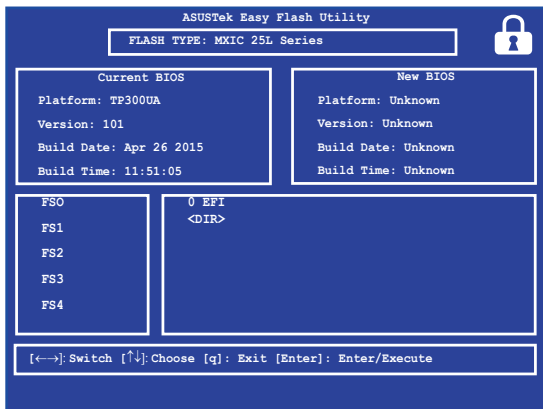 ASUSTek Easy Flash Utility
FLASH TYPE: MXIC 25L Series
Current BIOS
Platform: TP300UA
Version: 101
Build Date: Apr 26 2015
Build Time: 11:51:05
New BIOS
Platform: Unknown
Version: Unknown
Build Date: Unknown
Build Time: Unknown
FSO
FS1
FS2
FS3
FS4
0 EFI
<DIR>
[←→]: Switch [↑↓]: Choose [q]: Exit [Enter]: Enter/Execute